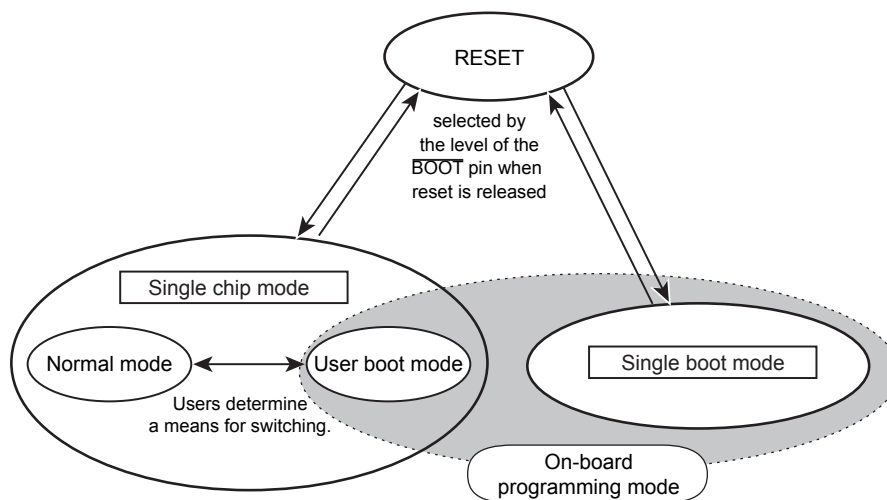 RESET
selected by
the level of the
BOOT pin when
reset is released
Single chip mode
Normal mode
User boot mode
Single boot mode
Users determine
a means for switching.
On-board
programming mode